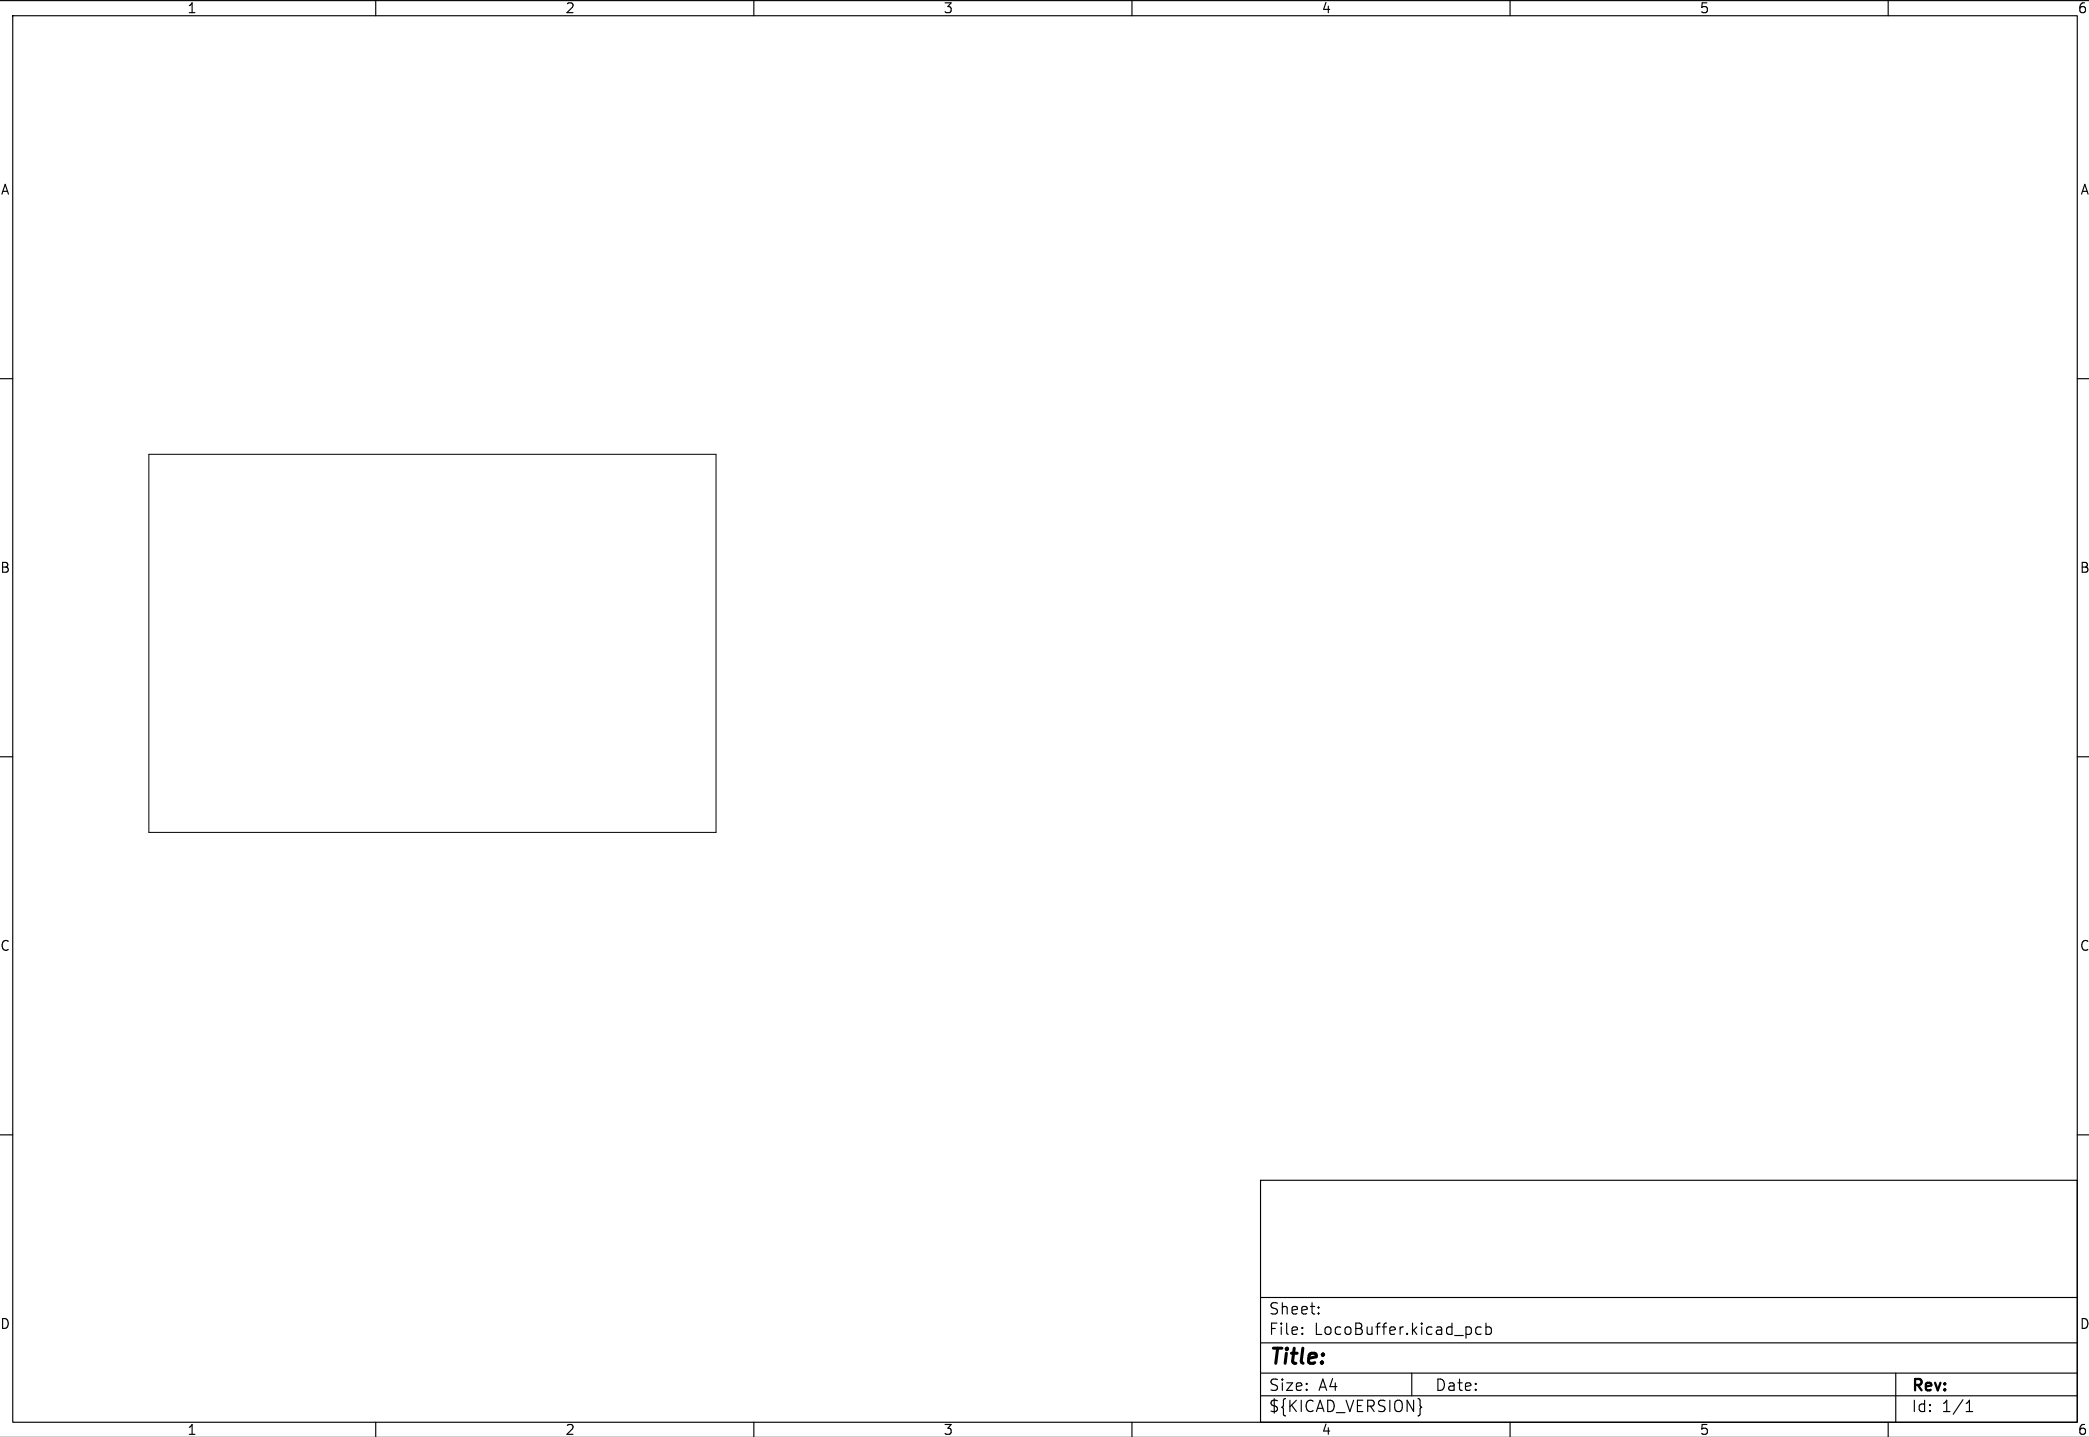 1 2 3 4 5 6
A A
B B
C C
Sheet:
File: LocoBuffer.kicad_pcb
D D
Title:
Size: A4 Date: Rev:
${KICAD_VERSION} Id: 1/1
1 2 3 4 5 6